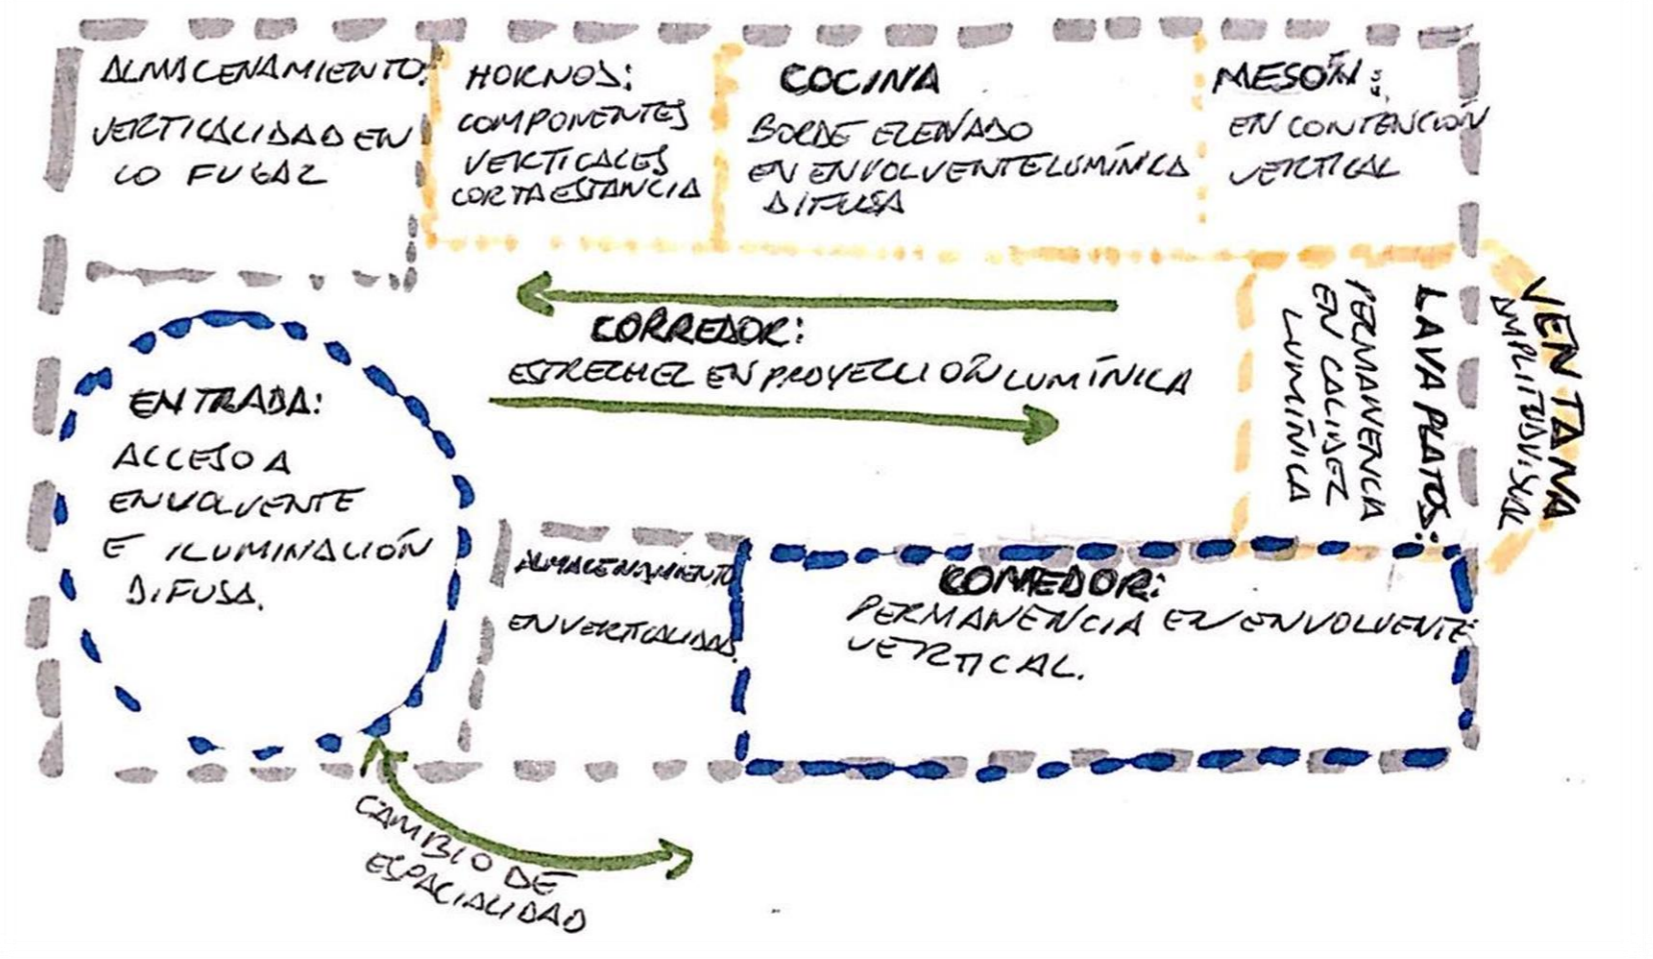 ALMACENAMIENTO:
VERTICALIDAD EN
LO FUGAZ
HORNOS:
COMPONENTES
VERTICALES
CORTA ESTANCIA
COCINA
BORDE ELEVADO
EN ENVOLVENTE LUMÍNICA
DIFUSA
MESÓN:
EN CONTENCIÓN
VERTICAL
CORREDOR:
ESTRECHEZ EN PROYECCIÓN LUMÍNICA
LAVA PLATOS:
PERMANENCIA
EN CALIDEZ
LUMÍNICA
VENTANA
AMPLITUD VISUAL
ENTRADA:
ACCESO A
ENVOLVENTE
E ILUMINACIÓN
DIFUSA.
ALMACENAMIENTO
EN VERTICALIDAD.
COMEDOR:
PERMANENCIA EN ENVOLVENTE
VERTICAL.
CAMBIO DE
ESPACIALIDAD